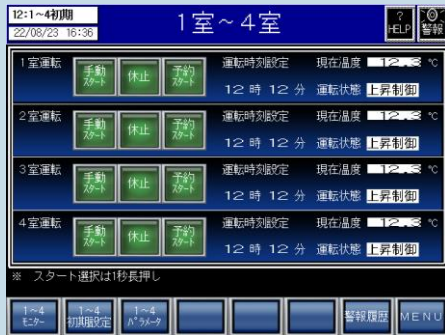 12:1~4初期
22/08/23 16:36
1室~4室
?
HELP
警報
1室運転
手動
スタート
休止
予約
スタート
運転時刻設定
現在温度 12.3 ℃
12 時 12 分
運転状態 上昇制御
2室運転
手動
スタート
休止
予約
スタート
運転時刻設定
現在温度 12.3 ℃
12 時 12 分
運転状態 上昇制御
3室運転
手動
スタート
休止
予約
スタート
運転時刻設定
現在温度 12.3 ℃
12 時 12 分
運転状態 上昇制御
4室運転
手動
スタート
休止
予約
スタート
運転時刻設定
現在温度 12.3 ℃
12 時 12 分
運転状態 上昇制御
※ スタート選択は1秒長押し
1~4
モニター
1~4
初期設定
1~4
パラメータ
警報履歴
MENU